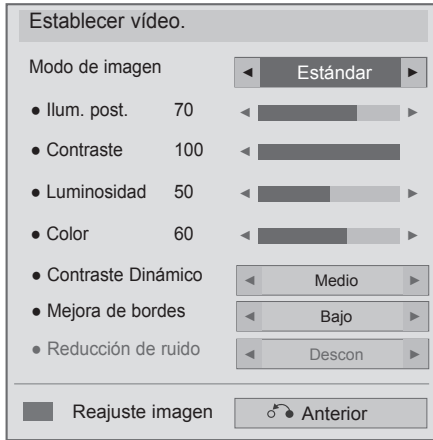 Establecer vídeo.
Modo de imagen ◄ Estándar ►
● Ilum. post. 70 ◄ ►
● Contraste 100 ◄
● Luminosidad 50 ◄ ►
● Color 60 ◄ ►
● Contraste Dinámico ◄ Medio ►
● Mejora de bordes ◄ Bajo ►
● Reducción de ruido ◄ Descon ►
Reajuste imagen Anterior